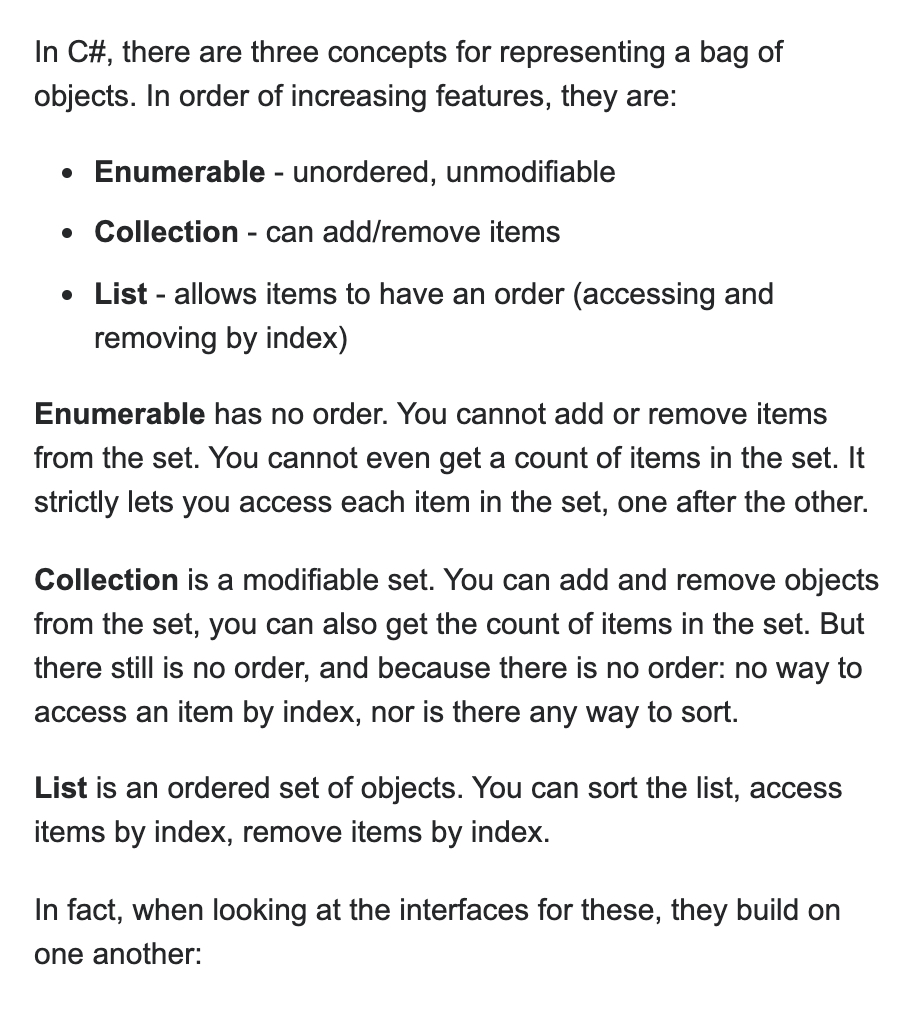 In C#, there are three concepts for representing a bag of
objects. In order of increasing features, they are:
• Enumerable - unordered, unmodifiable
• Collection - can add/remove items
• List - allows items to have an order (accessing and
removing by index)
Enumerable has no order. You cannot add or remove items
from the set. You cannot even get a count of items in the set. It
strictly lets you access each item in the set, one after the other.
Collection is a modifiable set. You can add and remove objects
from the set, you can also get the count of items in the set. But
there still is no order, and because there is no order: no way to
access an item by index, nor is there any way to sort.
List is an ordered set of objects. You can sort the list, access
items by index, remove items by index.
In fact, when looking at the interfaces for these, they build on
one another: